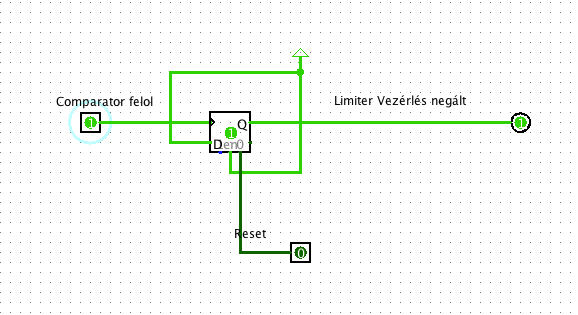 Comparator felol
Limiter Vezérlés negált
1
Q
1
1
D en 0
Reset
0